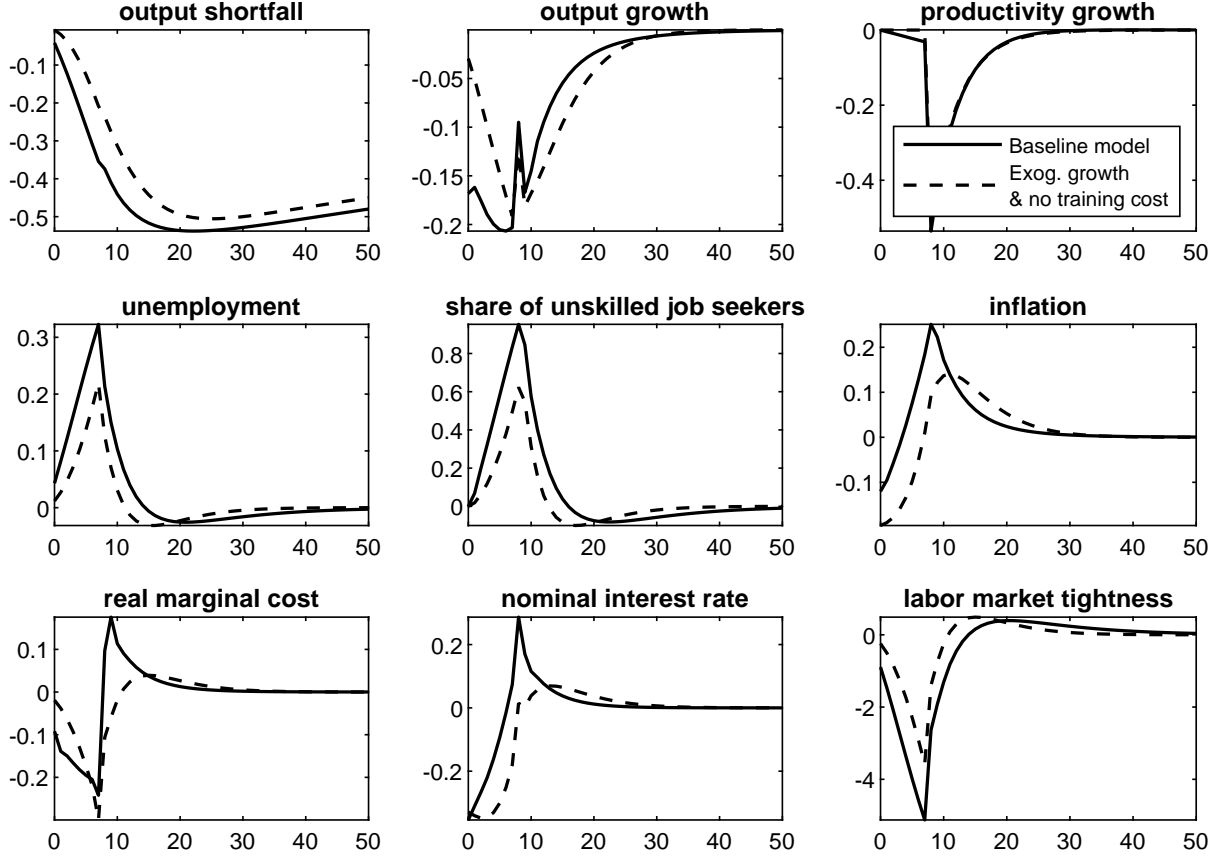 output shortfall
output growth
productivity growth
-0.1
-0.2
-0.3
-0.4
-0.5
0 10 20 30 40 50
-0.05
-0.1
-0.15
-0.2
0 10 20 30 40 50
0
-0.2
-0.4
0 10 20 30 40 50
Baseline model
Exog. growth
& no training cost
unemployment
share of unskilled job seekers
inflation
0.3
0.2
0.1
0
0 10 20 30 40 50
0.8
0.6
0.4
0.2
0
0 10 20 30 40 50
0.2
0.1
0
-0.1
0 10 20 30 40 50
real marginal cost
nominal interest rate
labor market tightness
0.1
0
-0.1
-0.2
0 10 20 30 40 50
0.2
0
-0.2
0 10 20 30 40 50
0
-2
-4
0 10 20 30 40 50